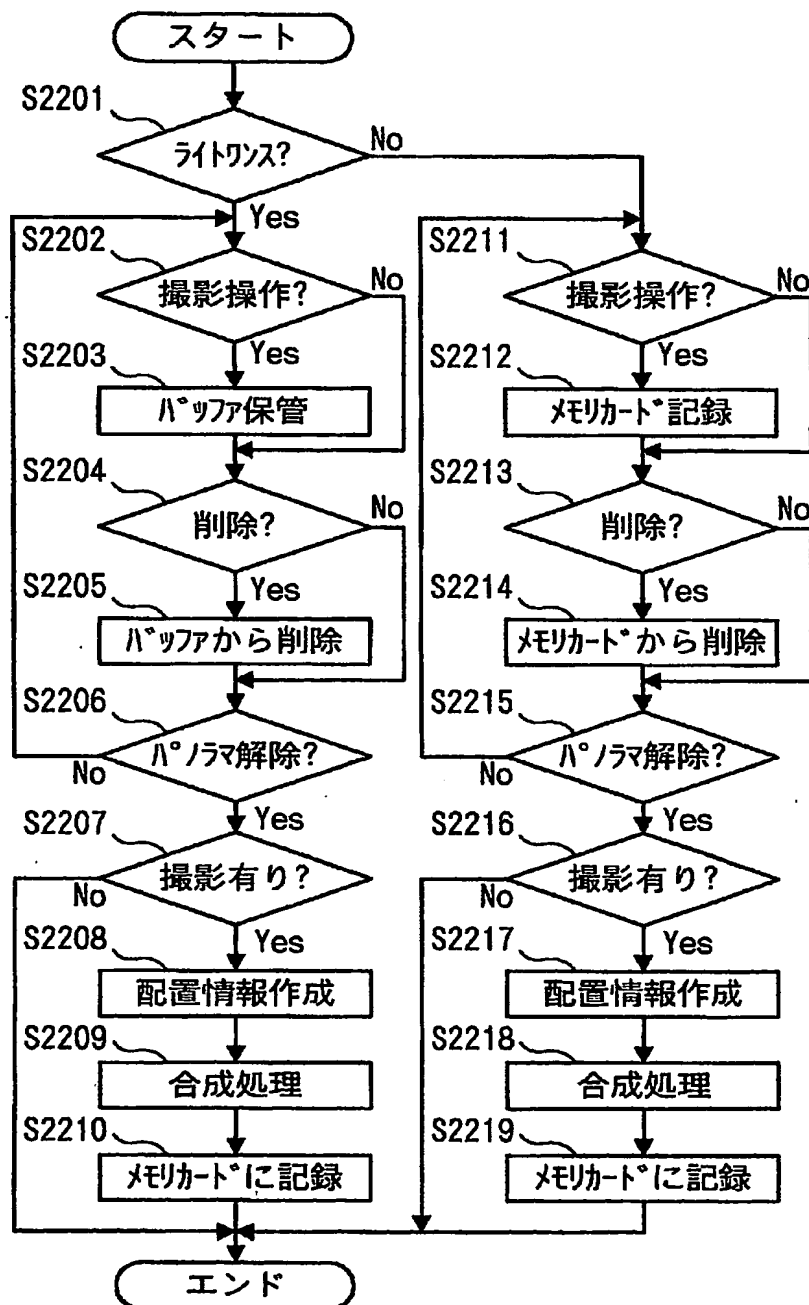 スタート
S2201
ライトワンス?
No
Yes
S2202
撮影操作?
No
Yes
S2203
バッファ保管
S2204
削除?
No
Yes
S2205
バッファから削除
S2206
パノラマ解除?
No
Yes
S2207
撮影有り?
No
Yes
S2208
配置情報作成
S2209
合成処理
S2210
メモリカードに記録
S2211
撮影操作?
No
Yes
S2212
メモリカード記録
S2213
削除?
No
Yes
S2214
メモリカードから削除
S2215
パノラマ解除?
No
Yes
S2216
撮影有り?
No
Yes
S2217
配置情報作成
S2218
合成処理
S2219
メモリカードに記録
エンド